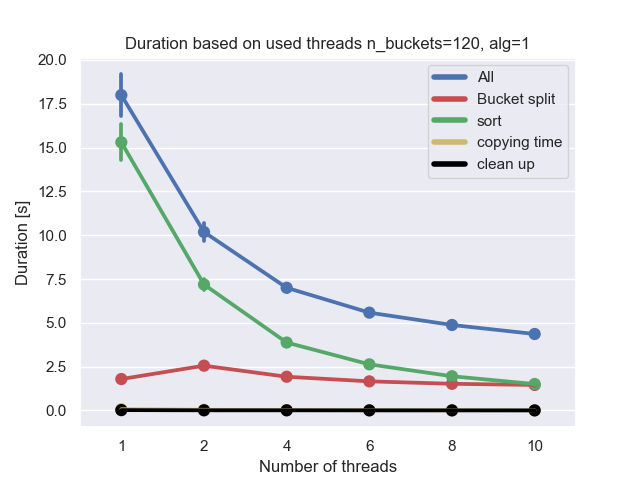 Duration based on used threads n_buckets=120, alg=1
All
Bucket split
sort
copying time
clean up
Duration [s]
20.0
17.5
15.0
12.5
10.0
7.5
5.0
2.5
0.0
1 2 4 6 8 10
Number of threads